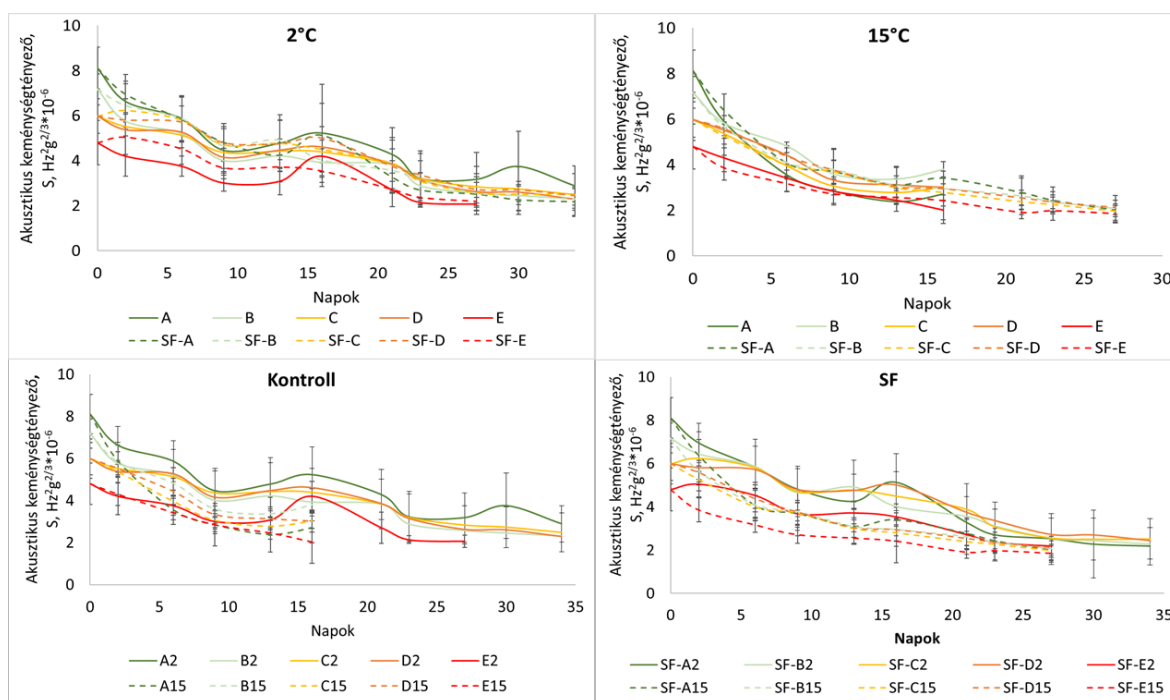 2°C
Akusztikus keménységtényező,
S, Hz²g²/³*10⁻⁶
10
8
6
4
2
0
0 5 10 15 20 25 30
Napok
A B C D E
SF-A SF-B SF-C SF-D SF-E
15°C
Akusztikus keménységtényező,
S, Hz²g²/³*10⁻⁶
10
8
6
4
2
0
0 5 10 15 20 25 30
Napok
A B C D E
SF-A SF-B SF-C SF-D SF-E
Kontroll
Akusztikus keménységtényező,
S, Hz²g²/³*10⁻⁶
10
8
6
4
2
0
0 5 10 15 20 25 30 35
Napok
A2 B2 C2 D2 E2
A15 B15 C15 D15 E15
SF
Akusztikus keménységtényező,
S, Hz²g²/³*10⁻⁶
10
8
6
4
2
0
0 5 10 15 20 25 30 35
Napok
SF-A2 SF-B2 SF-C2 SF-D2 SF-E2
SF-A15 SF-B15 SF-C15 SF-D15 SF-E15